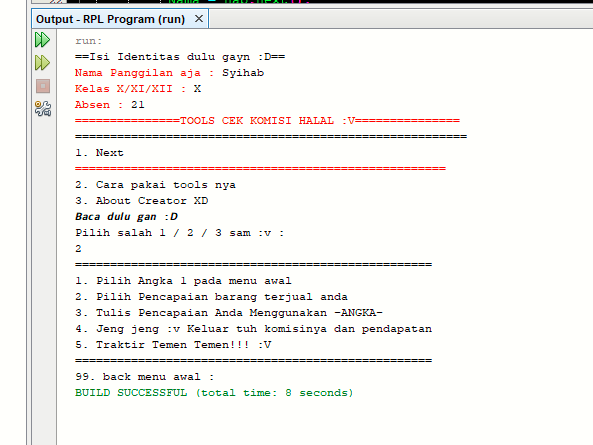 Output - RPL Program (run) ×
run:
==Isi Identitas dulu gayn :D==
Nama Panggilan aja : Syihab
Kelas X/XI/XII : X
Absen : 21
===============TOOLS CEK KOMISI HALAL :V===============
========================================================
1. Next
=====================================================
2. Cara pakai tools nya
3. About Creator XD
Baca dulu gan :D
Pilih salah 1 / 2 / 3 sam :v :
2
===================================================
1. Pilih Angka 1 pada menu awal
2. Pilih Pencapaian barang terjual anda
3. Tulis Pencapaian Anda Menggunakan -ANGKA-
4. Jeng jeng :v Keluar tuh komisinya dan pendapatan
5. Traktir Temen Temen!!! :V
===================================================
99. back menu awal :
BUILD SUCCESSFUL (total time: 8 seconds)